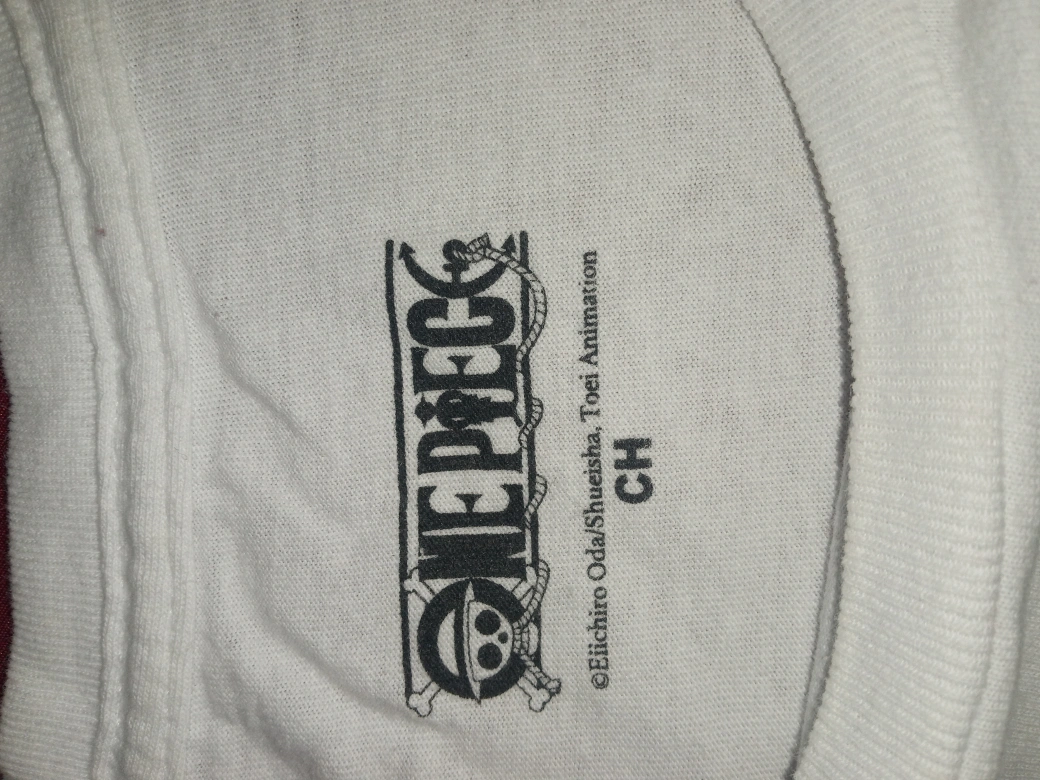 ONE PIECE
©Eiichiro Oda/Shueisha, Toei Animation
CH